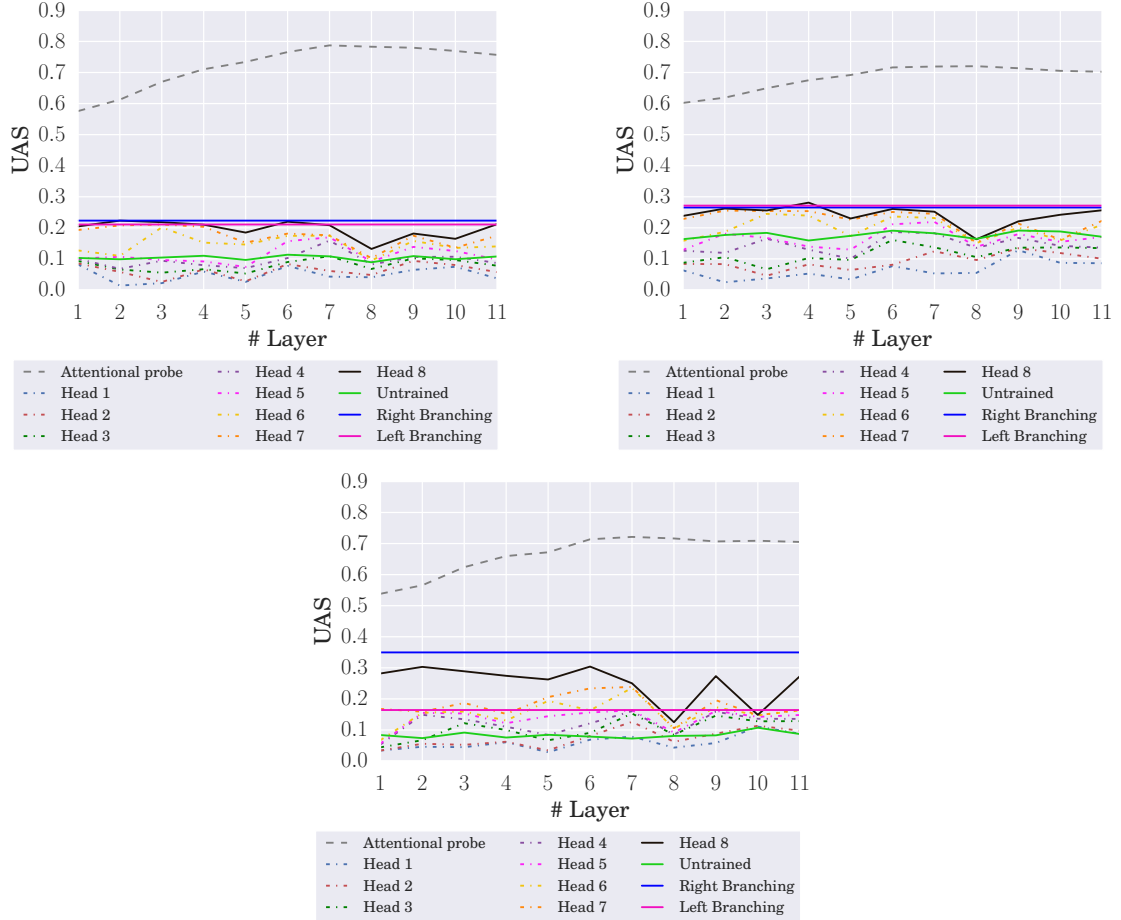 0.9
0.8
0.7
0.6
0.5
0.4
0.3
0.2
0.1
0.0
UAS
1 2 3 4 5 6 7 8 9 10 11
# Layer
Attentional probe Head 4 Head 8
Head 1 Head 5 Untrained
Head 2 Head 6 Right Branching
Head 3 Head 7 Left Branching
0.9
0.8
0.7
0.6
0.5
0.4
0.3
0.2
0.1
0.0
UAS
1 2 3 4 5 6 7 8 9 10 11
# Layer
Attentional probe Head 4 Head 8
Head 1 Head 5 Untrained
Head 2 Head 6 Right Branching
Head 3 Head 7 Left Branching
0.9
0.8
0.7
0.6
0.5
0.4
0.3
0.2
0.1
0.0
UAS
1 2 3 4 5 6 7 8 9 10 11
# Layer
Attentional probe Head 4 Head 8
Head 1 Head 5 Untrained
Head 2 Head 6 Right Branching
Head 3 Head 7 Left Branching